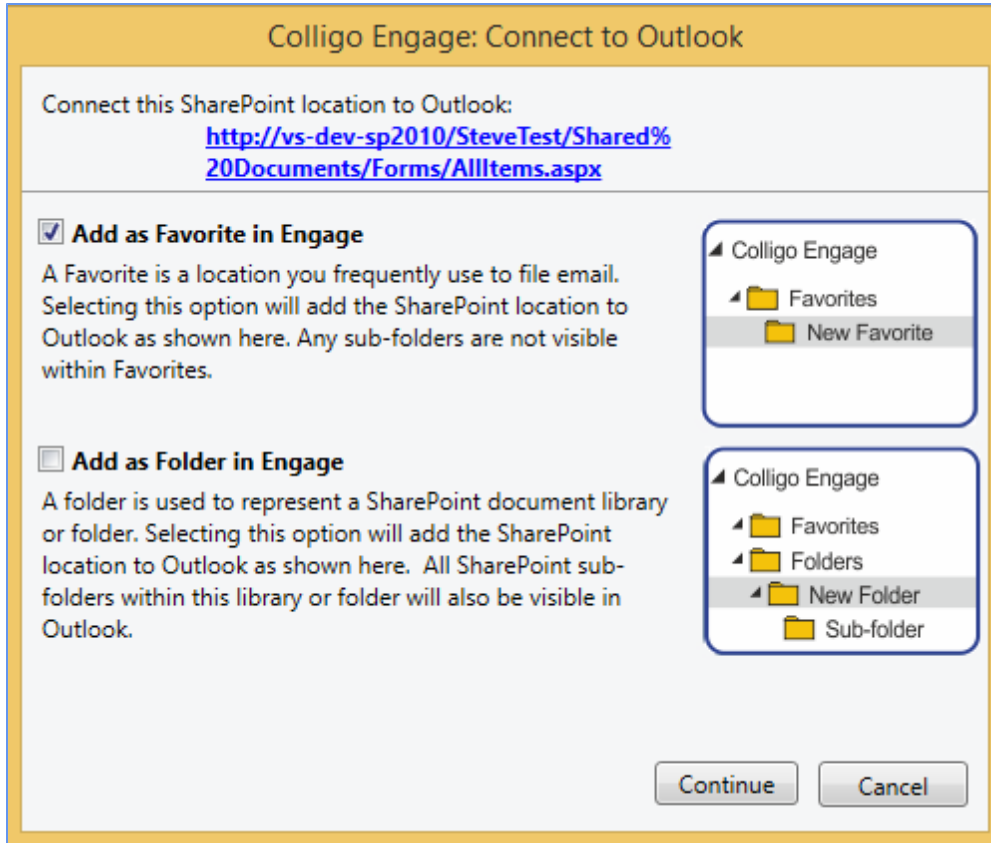 Colligo Engage: Connect to Outlook
Connect this SharePoint location to Outlook:
http://vs-dev-sp2010/SteveTest/Shared%
20Documents/Forms/AllItems.aspx
Add as Favorite in Engage
A Favorite is a location you frequently use to file email.
Selecting this option will add the SharePoint location to
Outlook as shown here. Any sub-folders are not visible
within Favorites.
Colligo Engage
Favorites
New Favorite
Add as Folder in Engage
A folder is used to represent a SharePoint document library
or folder. Selecting this option will add the SharePoint
location to Outlook as shown here.  All SharePoint sub-
folders within this library or folder will also be visible in
Outlook.
Colligo Engage
Favorites
Folders
New Folder
Sub-folder
Continue
Cancel